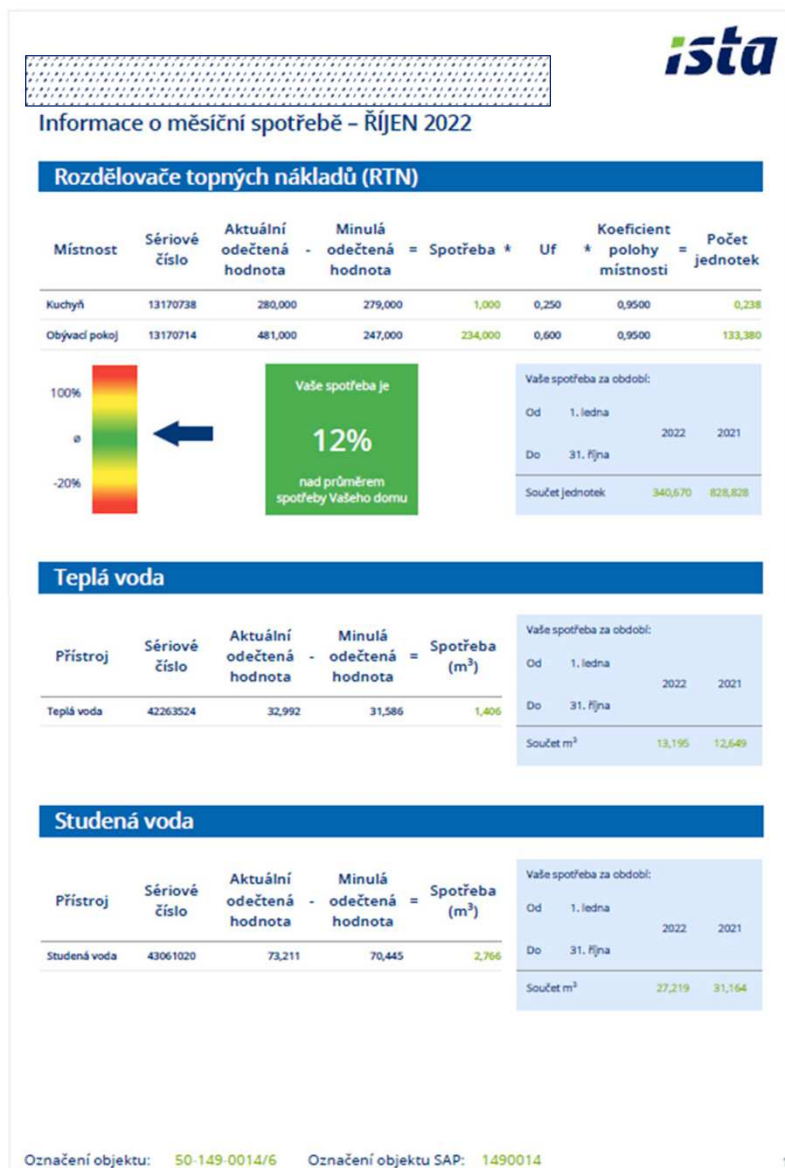 ista
Informace o měsíční spotřebě – ŘÍJEN 2022
Rozdělovače topných nákladů (RTN)
Místnost Sériové číslo Aktuální odečtená hodnota - Minulá odečtená hodnota = Spotřeba * Uf * Koeficient polohy místnosti = Počet jednotek
Kuchyň 13170738 280,000 279,000 1,000 0,250 0,9500 0,238
Obývací pokoj 13170714 481,000 247,000 234,000 0,600 0,9500 133,380
100%
ø
-20%
Vaše spotřeba je
12%
nad průměrem
spotřeby Vašeho domu
Vaše spotřeba za období:
Od 1. ledna
2022 2021
Do 31. října
Součet jednotek 340,670 828,828
Teplá voda
Přístroj Sériové číslo Aktuální odečtená hodnota - Minulá odečtená hodnota = Spotřeba (m³)
Teplá voda 42263524 32,992 31,586 1,406
Vaše spotřeba za období:
Od 1. ledna
2022 2021
Do 31. října
Součet m³ 13,195 12,649
Studená voda
Přístroj Sériové číslo Aktuální odečtená hodnota - Minulá odečtená hodnota = Spotřeba (m³)
Studená voda 43061020 73,211 70,445 2,766
Vaše spotřeba za období:
Od 1. ledna
2022 2021
Do 31. října
Součet m³ 27,219 31,164
Označení objektu: 50-149-0014/6 Označení objektu SAP: 1490014